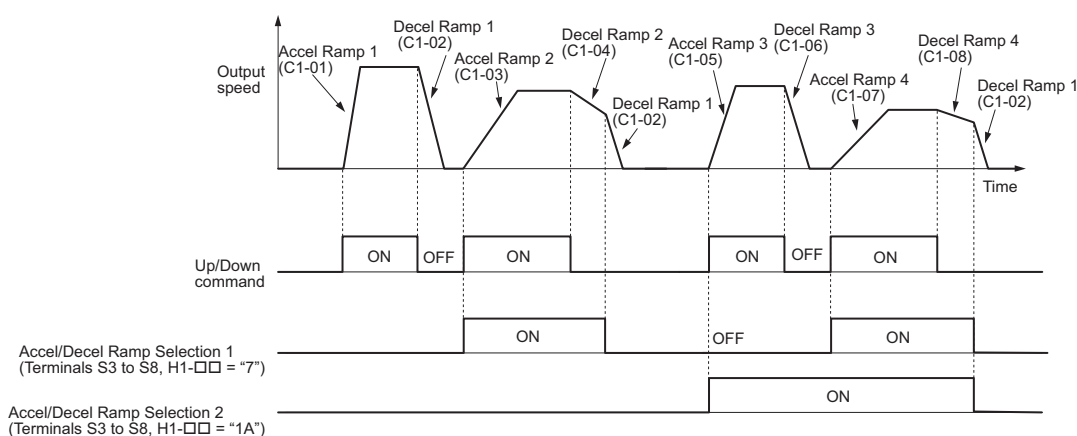 Output
speed
Accel Ramp 1
(C1-01)
Decel Ramp 1
(C1-02)
Accel Ramp 2
(C1-03)
Decel Ramp 2
(C1-04)
Decel Ramp 1
(C1-02)
Accel Ramp 3
(C1-05)
Decel Ramp 3
(C1-06)
Accel Ramp 4
(C1-07)
Decel Ramp 4
(C1-08)
Decel Ramp 1
(C1-02)
Time
Up/Down
command
ON
OFF
ON
ON
OFF
ON
Accel/Decel Ramp Selection 1
(Terminals S3 to S8, H1-□□ = “7”)
ON
OFF
ON
Accel/Decel Ramp Selection 2
(Terminals S3 to S8, H1-□□ = “1A”)
ON